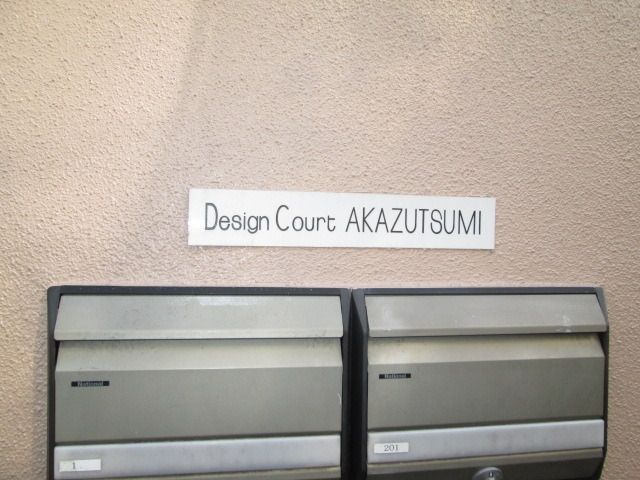 Design Court AKAZUTSUMI
National
National
1
201